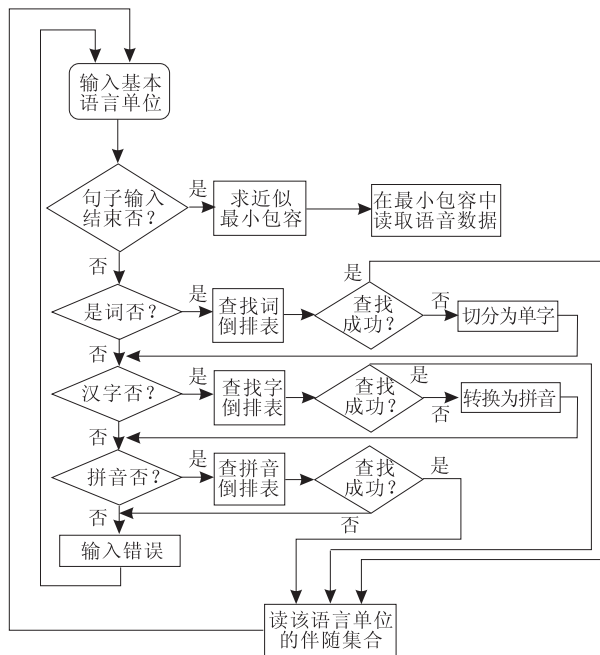 输入基本
语言单位
句子输入
结束否？
是
求近似
最小包容
在最小包容中
读取语音数据
否
是词否？
是
查找词
倒排表
查找
成功？
是
否
切分为单字
否
汉字否？
是
查找字
倒排表
查找
成功？
是
否
转换为拼音
否
拼音否？
是
查拼音
倒排表
查找
成功？
是
否
否
输入错误
读该语言单位
的伴随集合